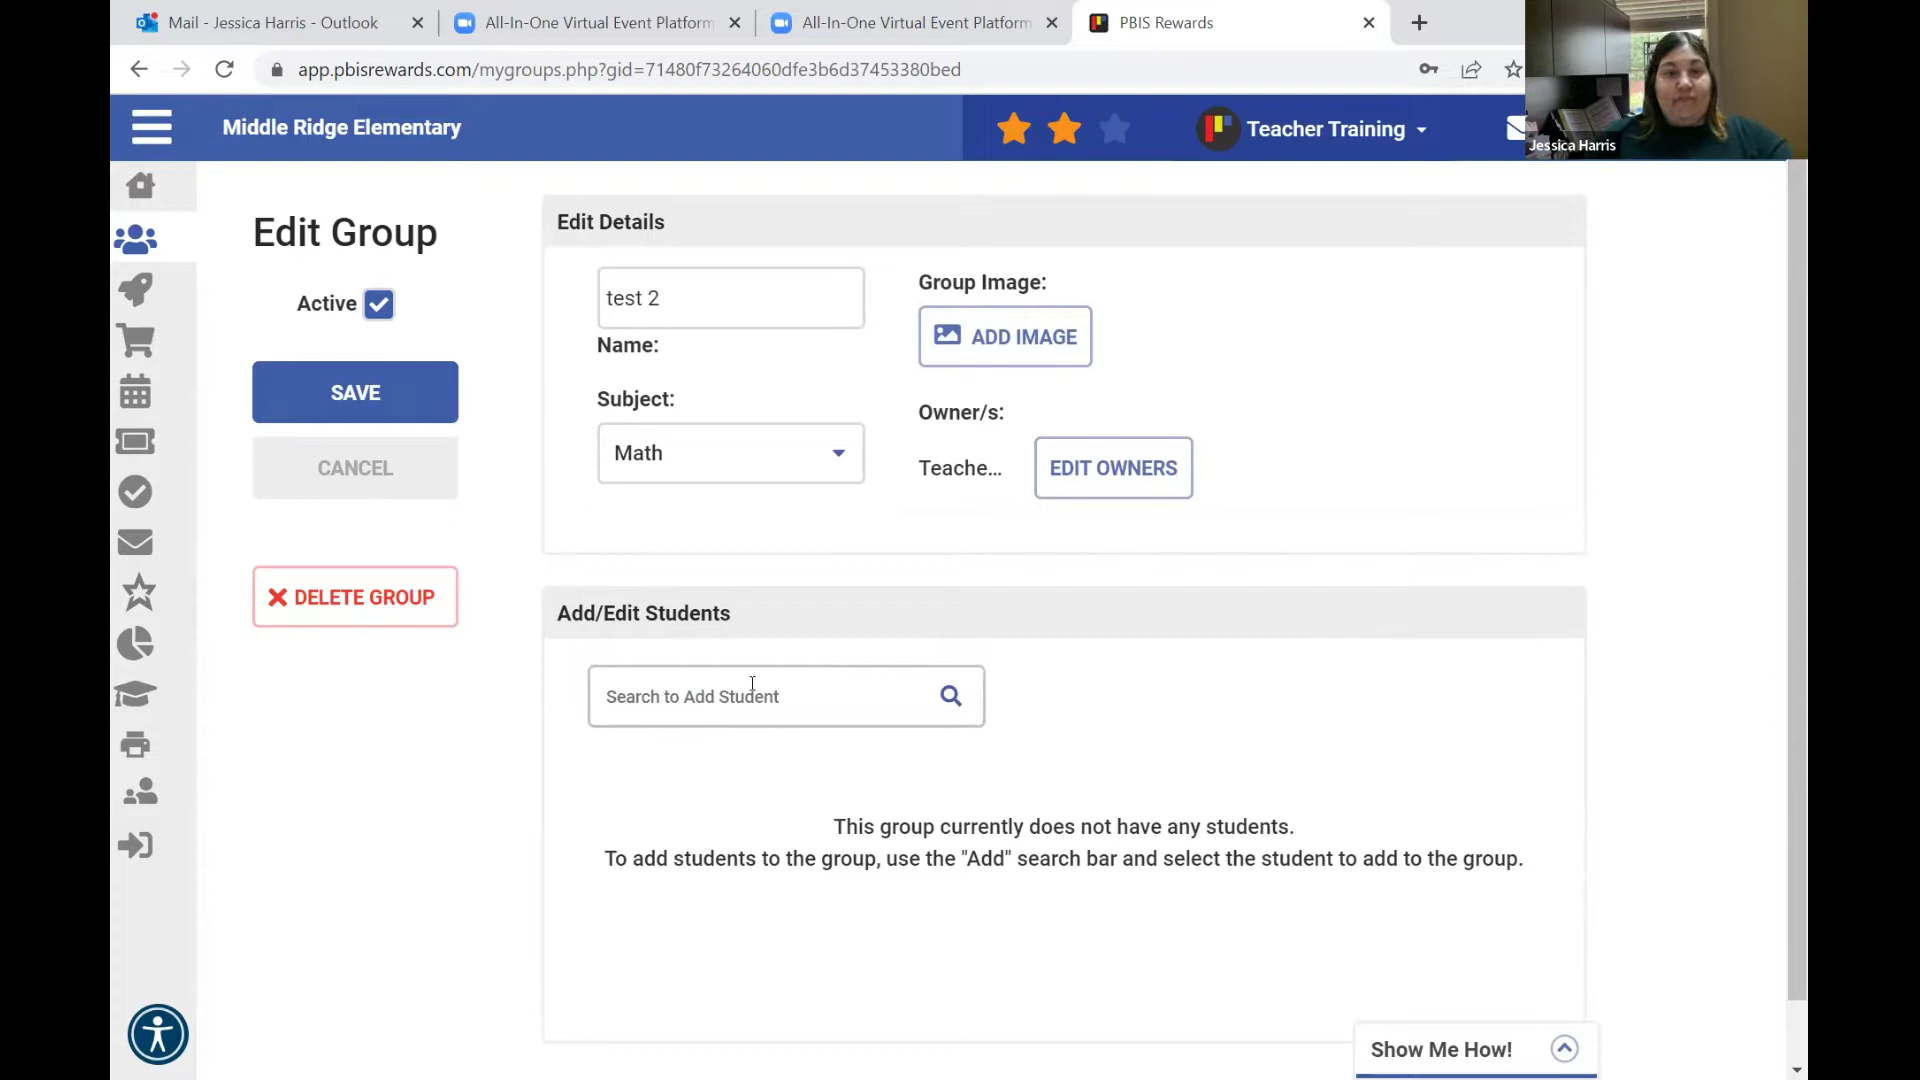 Mail - Jessica Harris - Outlook
All-In-One Virtual Event Platform
All-In-One Virtual Event Platform
PBIS Rewards
app.pbisrewards.com/mygroups.php?gid=71480f73264060dfe3b6d37453380bed
Middle Ridge Elementary
Teacher Training
Jessica Harris
Edit Group
Active
SAVE
CANCEL
DELETE GROUP
Edit Details
test 2
Name:
Subject:
Math
Group Image:
ADD IMAGE
Owner/s:
Teache...
EDIT OWNERS
Add/Edit Students
Search to Add Student
This group currently does not have any students.
To add students to the group, use the "Add" search bar and select the student to add to the group.
Show Me How!